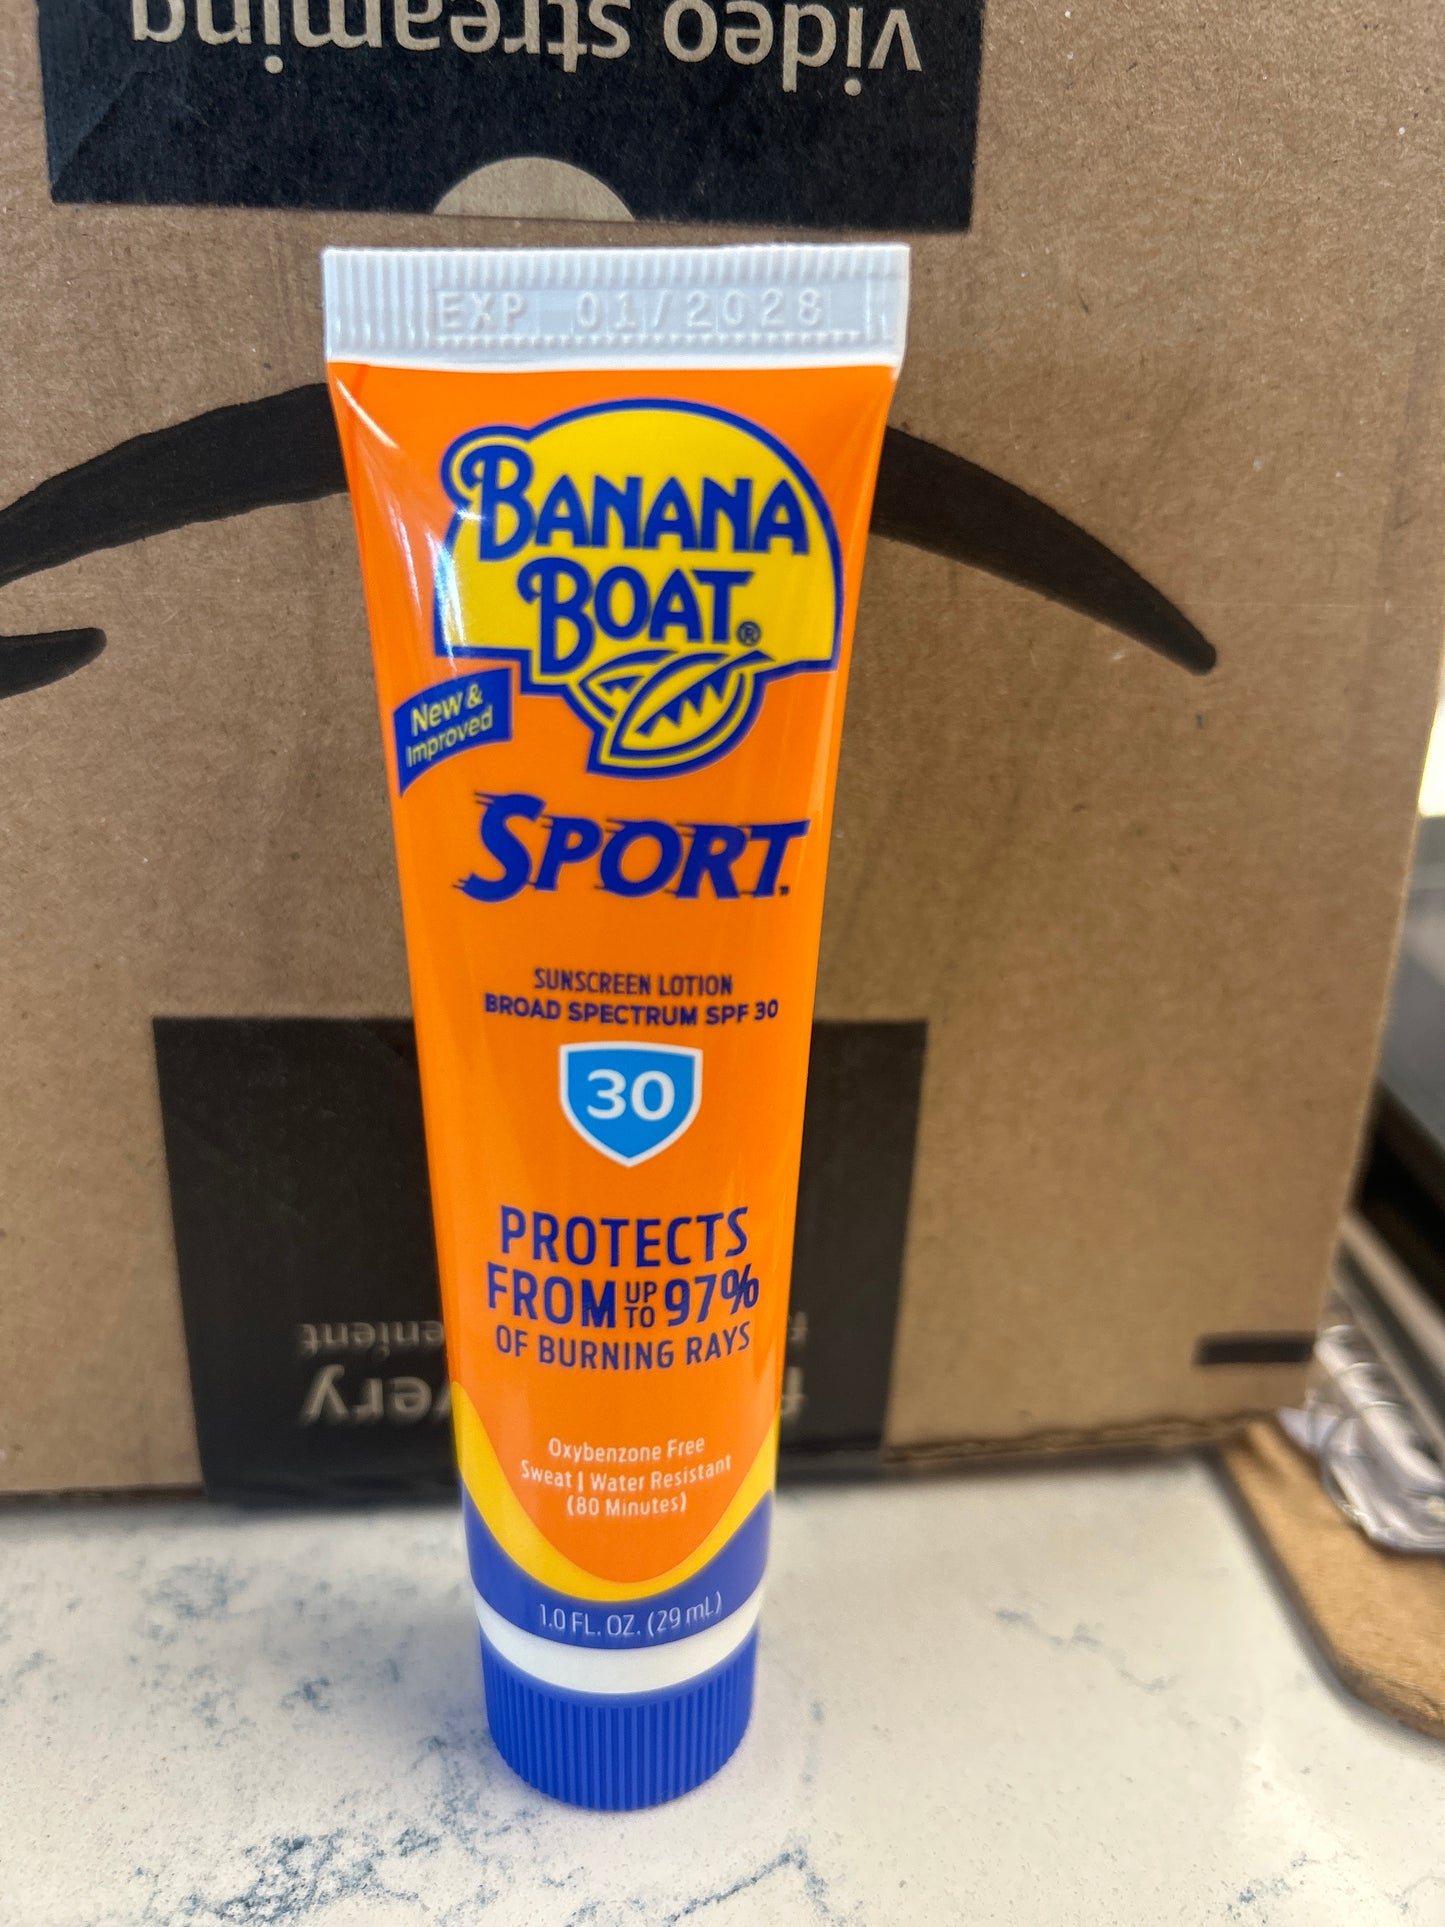 video streaming
EXP 01/2028
BANANA
BOAT®
New &
Improved
SPORT™
SUNSCREEN LOTION
BROAD SPECTRUM SPF 30
30
PROTECTS
FROM UP TO 97%
OF BURNING RAYS
Oxybenzone Free
Sweat | Water Resistant
(80 Minutes)
1.0 FL. OZ. (29 mL)